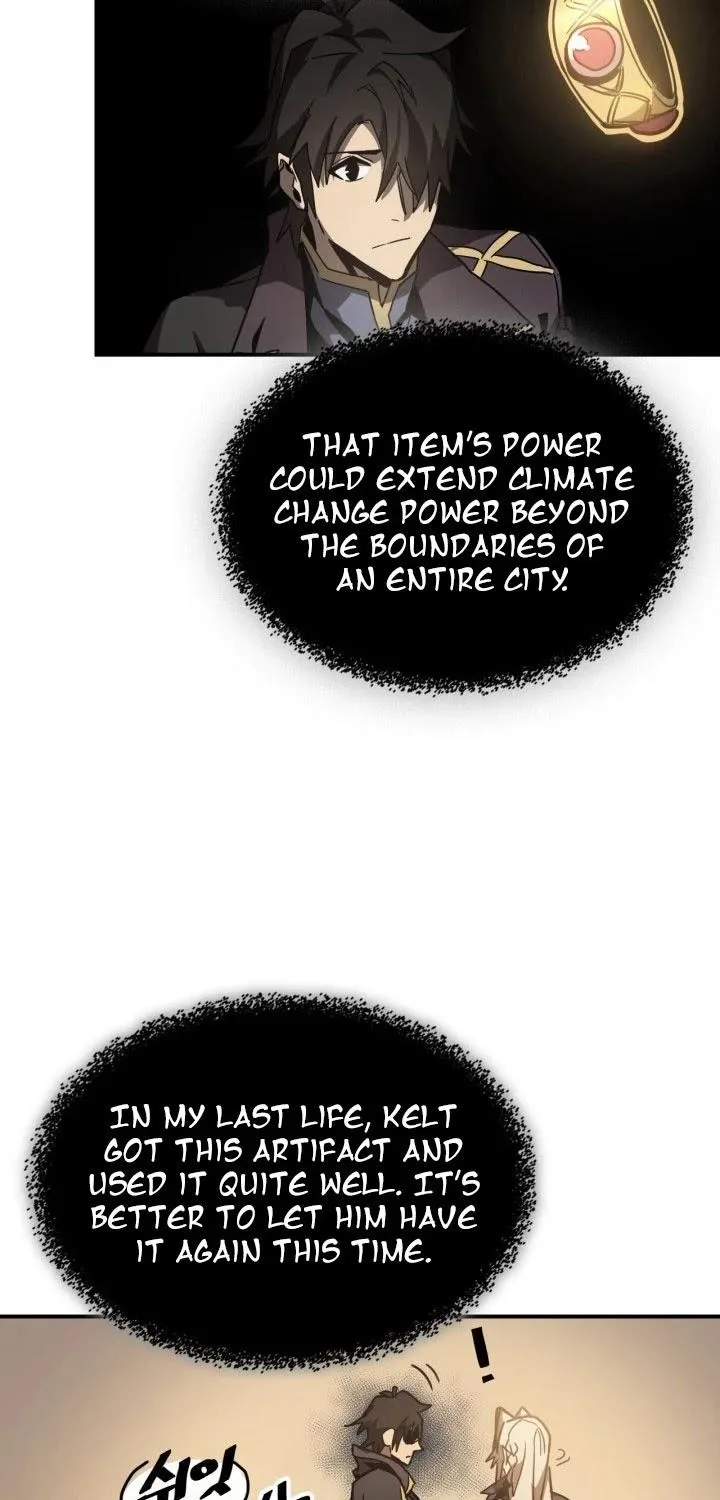 THAT ITEM'S POWER
COULD EXTEND CLIMATE
CHANGE POWER BEYOND
THE BOUNDARIES OF
AN ENTIRE CITY.
IN MY LAST LIFE, KELT
GOT THIS ARTIFACT AND
USED IT QUITE WELL. IT'S
BETTER TO LET HIM HAVE
IT AGAIN THIS TIME.
!
쉬잇